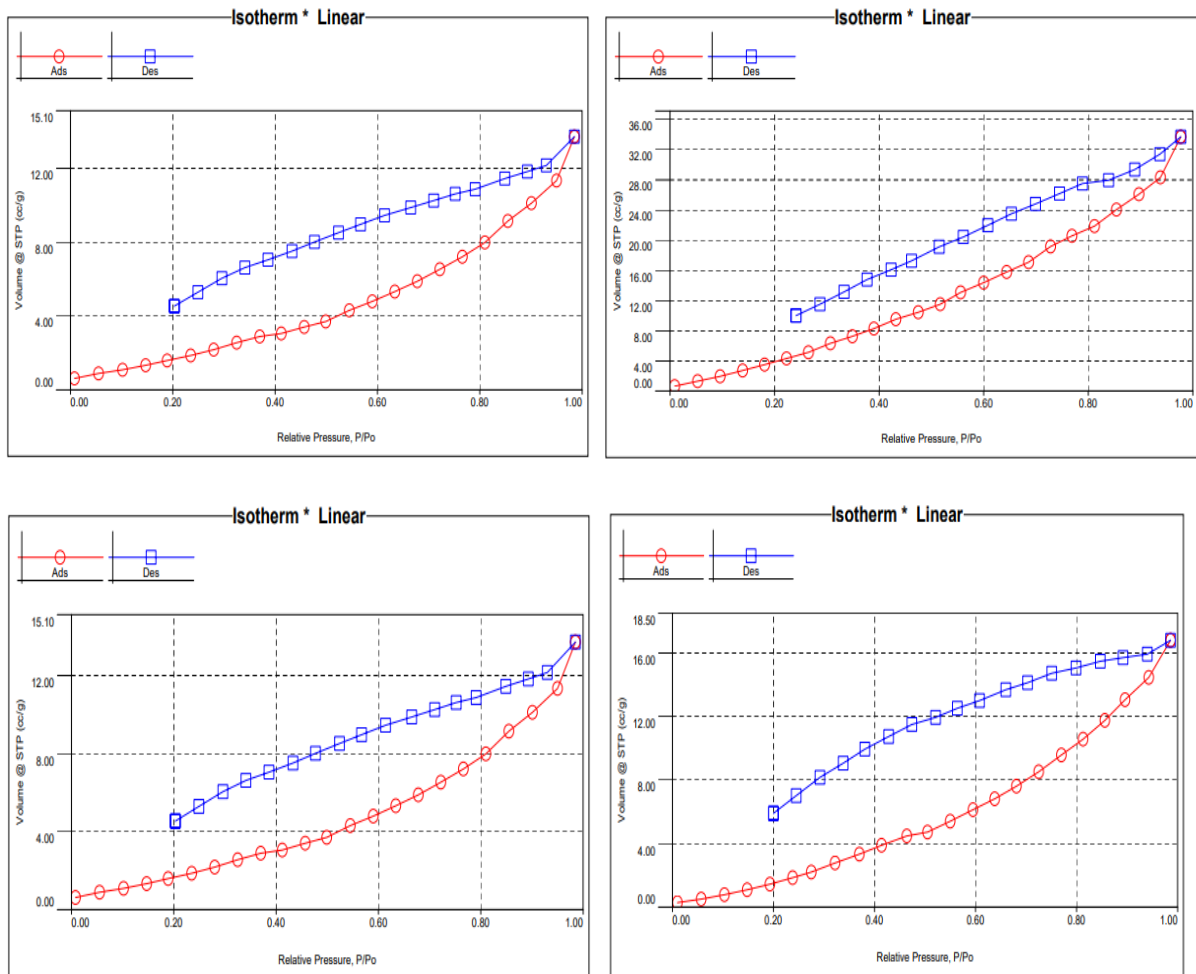 Isotherm * Linear
Ads Des
Volume @ STP (cc/g)
15.10
12.00
8.00
4.00
0.00
0.00 0.20 0.40 0.60 0.80 1.00
Relative Pressure, P/Po
Isotherm * Linear
Ads Des
Volume @ STP (cc/g)
36.00
32.00
28.00
24.00
20.00
16.00
12.00
8.00
4.00
0.00
0.00 0.20 0.40 0.60 0.80 1.00
Relative Pressure, P/Po
Isotherm * Linear
Ads Des
Volume @ STP (cc/g)
15.10
12.00
8.00
4.00
0.00
0.00 0.20 0.40 0.60 0.80 1.00
Relative Pressure, P/Po
Isotherm * Linear
Ads Des
Volume @ STP (cc/g)
18.50
16.00
12.00
8.00
4.00
0.00
0.00 0.20 0.40 0.60 0.80 1.00
Relative Pressure, P/Po